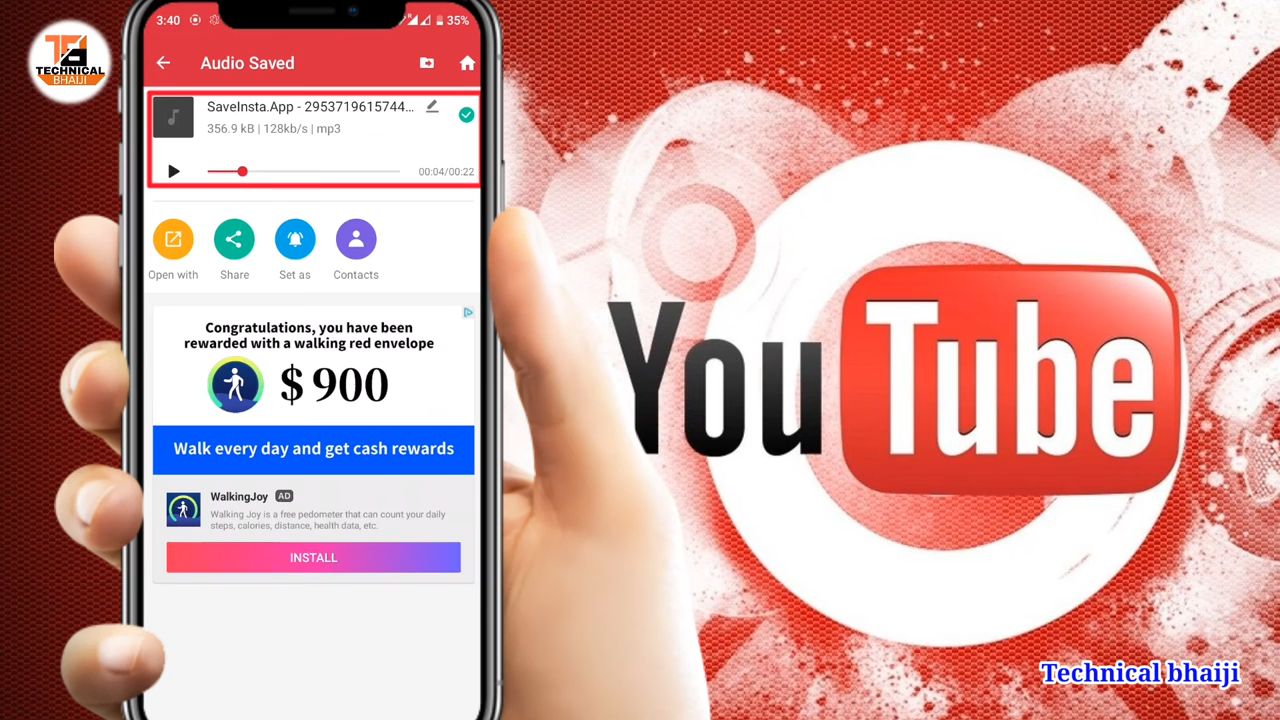 TECHNICAL
BHAIJI
3:40
35%
Audio Saved
SaveInsta.App - 2953719615744...
356.9 kB | 128kb/s | mp3
00:04/00:22
Open with
Share
Set as
Contacts
Congratulations, you have been
rewarded with a walking red envelope
$ 900
Walk every day and get cash rewards
WalkingJoy AD
Walking Joy is a free pedometer that can count your daily
steps, calories, distance, health data, etc.
INSTALL
YouTube
Technical bhaiji